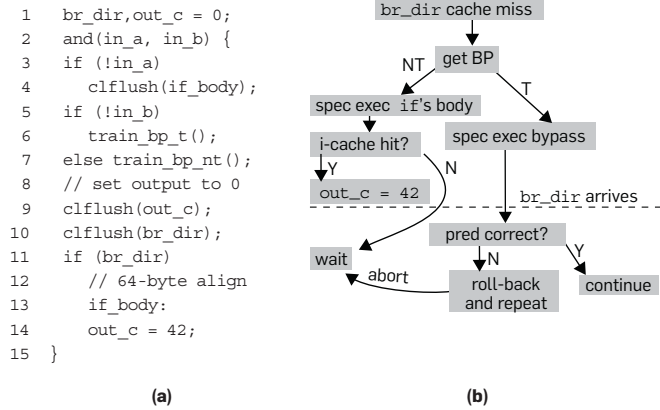 1 br_dir,out_c = 0;
2 and(in_a, in_b) {
3 if (!in_a)
4 clflush(if_body);
5 if (!in_b)
6 train_bp_t();
7 else train_bp_nt();
8 // set output to 0
9 clflush(out_c);
10 clflush(br_dir);
11 if (br_dir)
12 // 64-byte align
13 if_body:
14 out_c = 42;
15 }
(a)
br_dir cache miss
get BP
NT
T
spec exec if's body
spec exec bypass
i-cache hit?
Y
N
out_c = 42
br_dir arrives
pred correct?
wait
N
Y
abort
roll-back
and repeat
continue
(b)